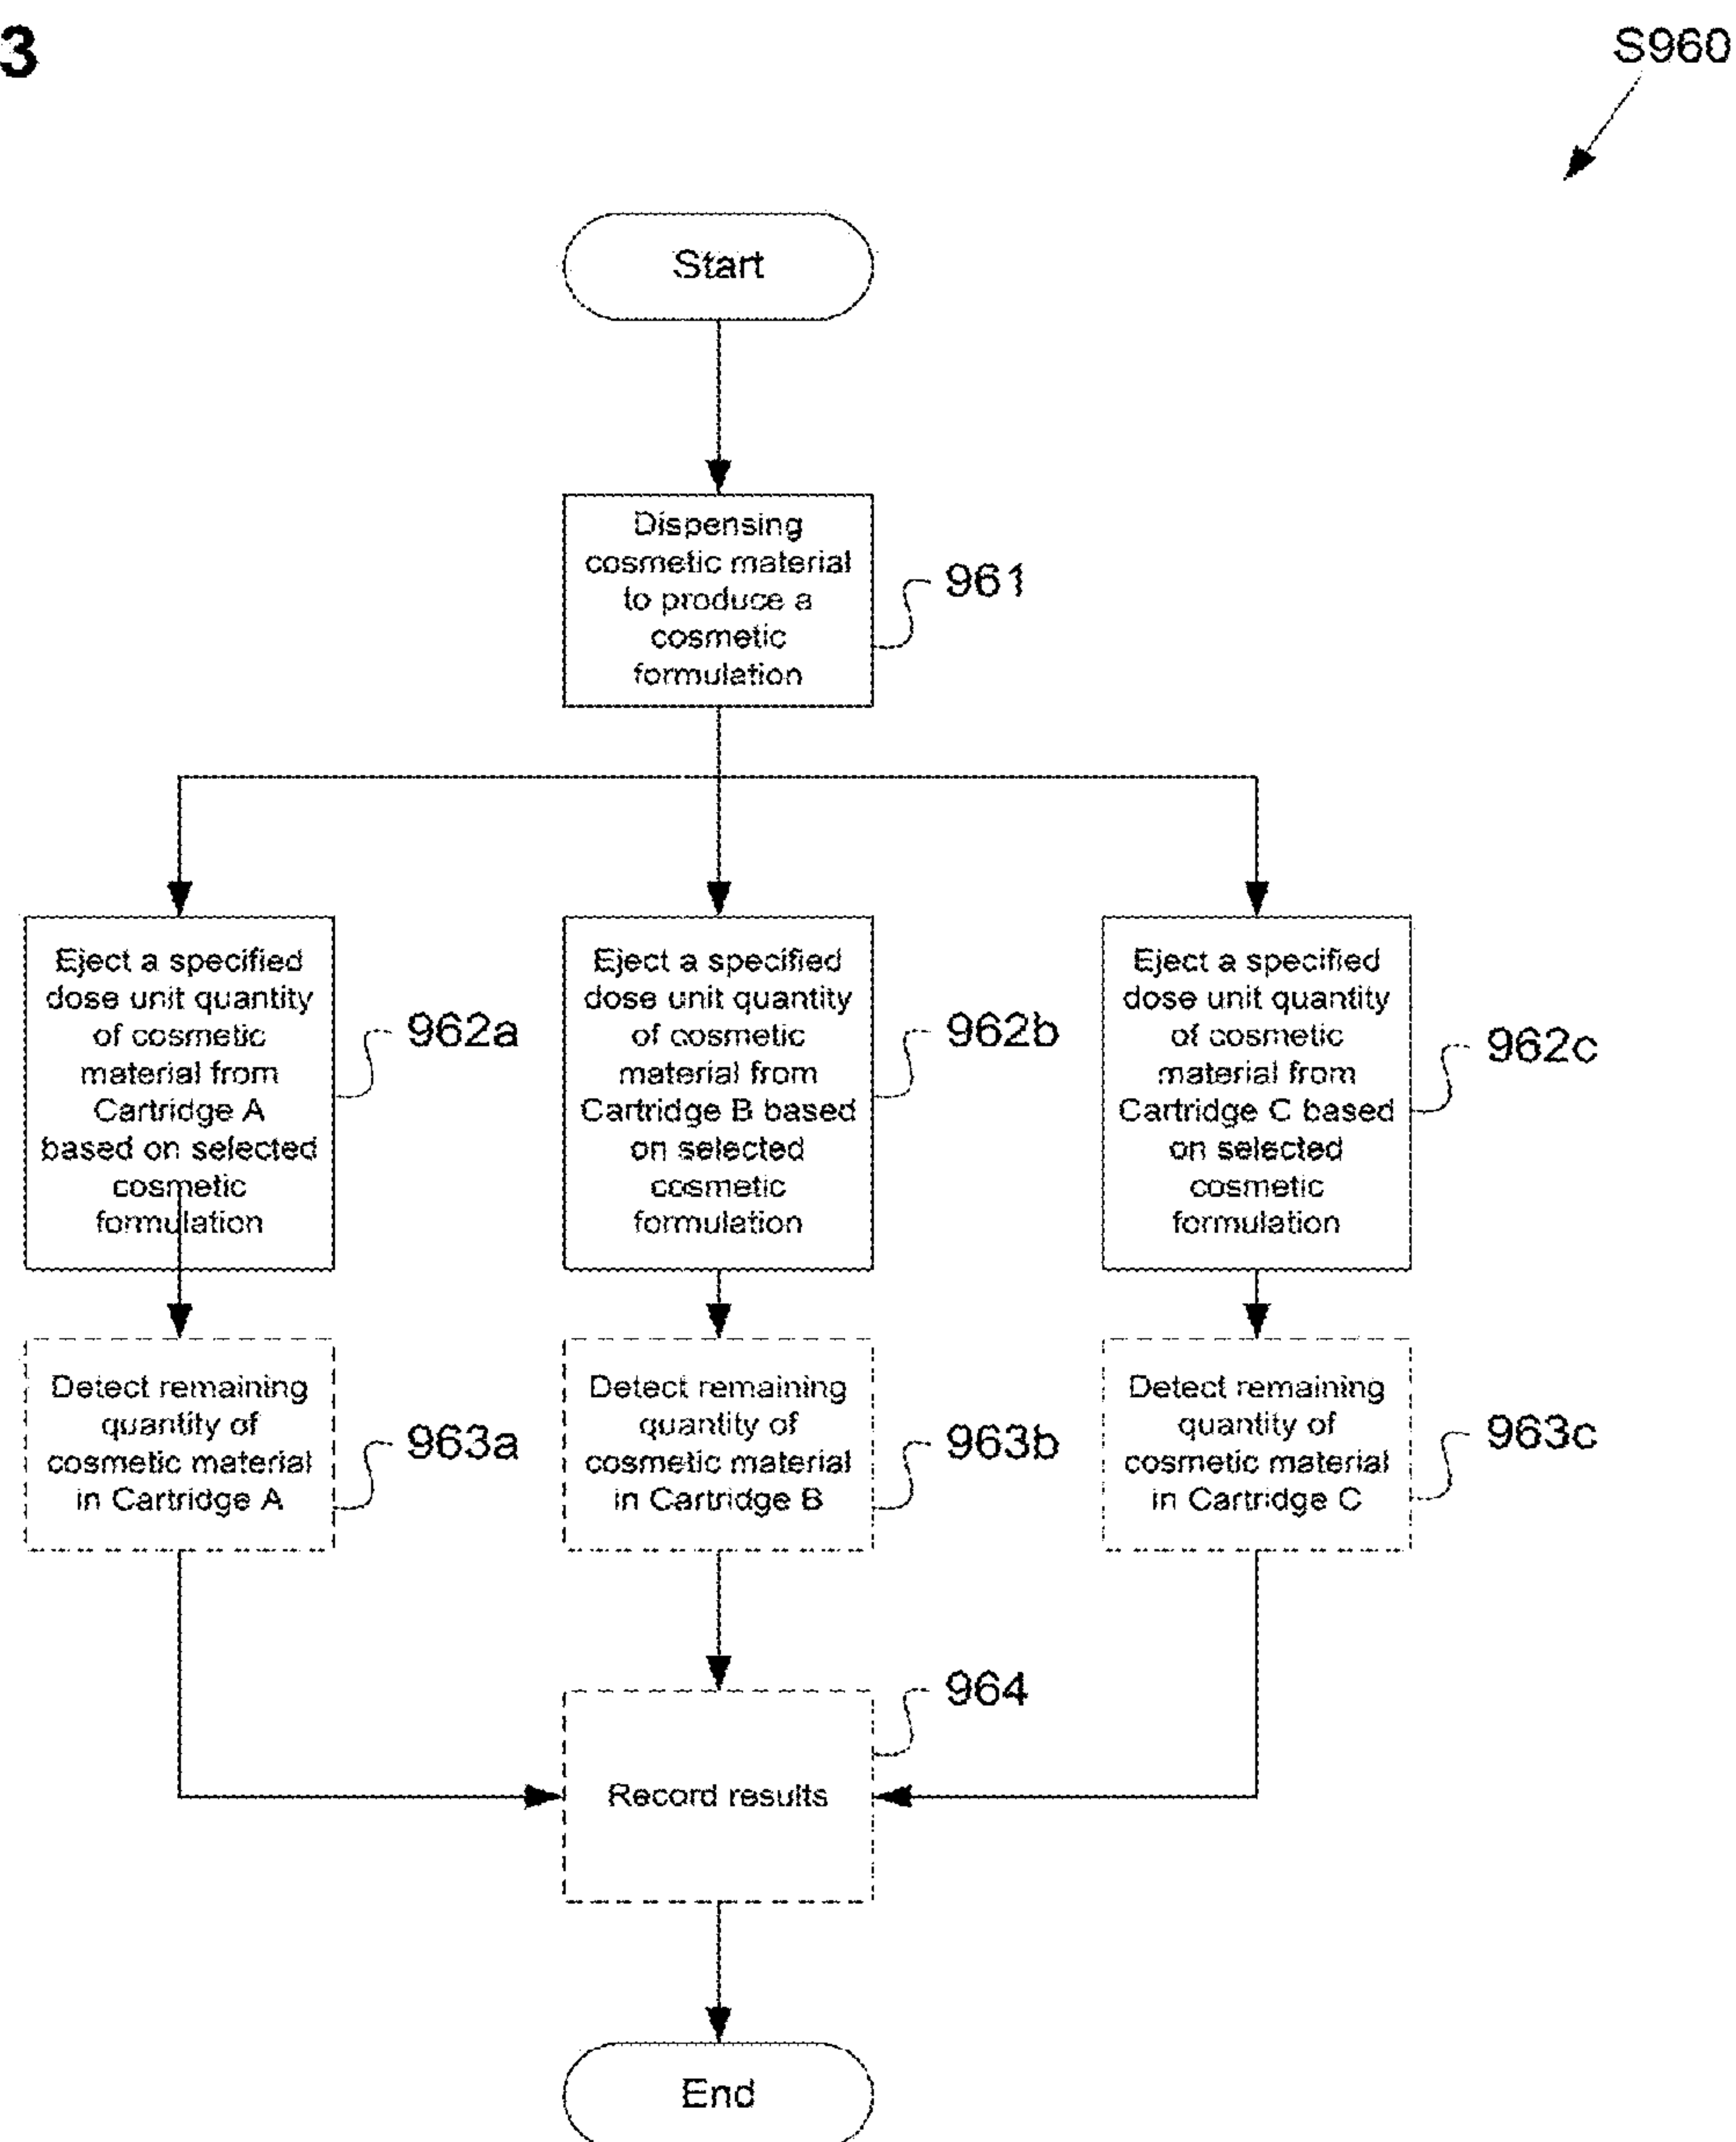 3
S960
Start
Dispensing
cosmetic material
to produce a
cosmetic
formulation
961
Eject a specified
dose unit quantity
of cosmetic
material from
Cartridge A
based on selected
cosmetic
formulation
962a
Eject a specified
dose unit quantity
of cosmetic
material from
Cartridge B based
on selected
cosmetic
formulation
962b
Eject a specified
dose unit quantity
of cosmetic
material from
Cartridge C based
on selected
cosmetic
formulation
962c
Detect remaining
quantity of
cosmetic material
in Cartridge A
963a
Detect remaining
quantity of
cosmetic material
in Cartridge B
963b
Detect remaining
quantity of
cosmetic material
in Cartridge C
963c
964
Record results
End